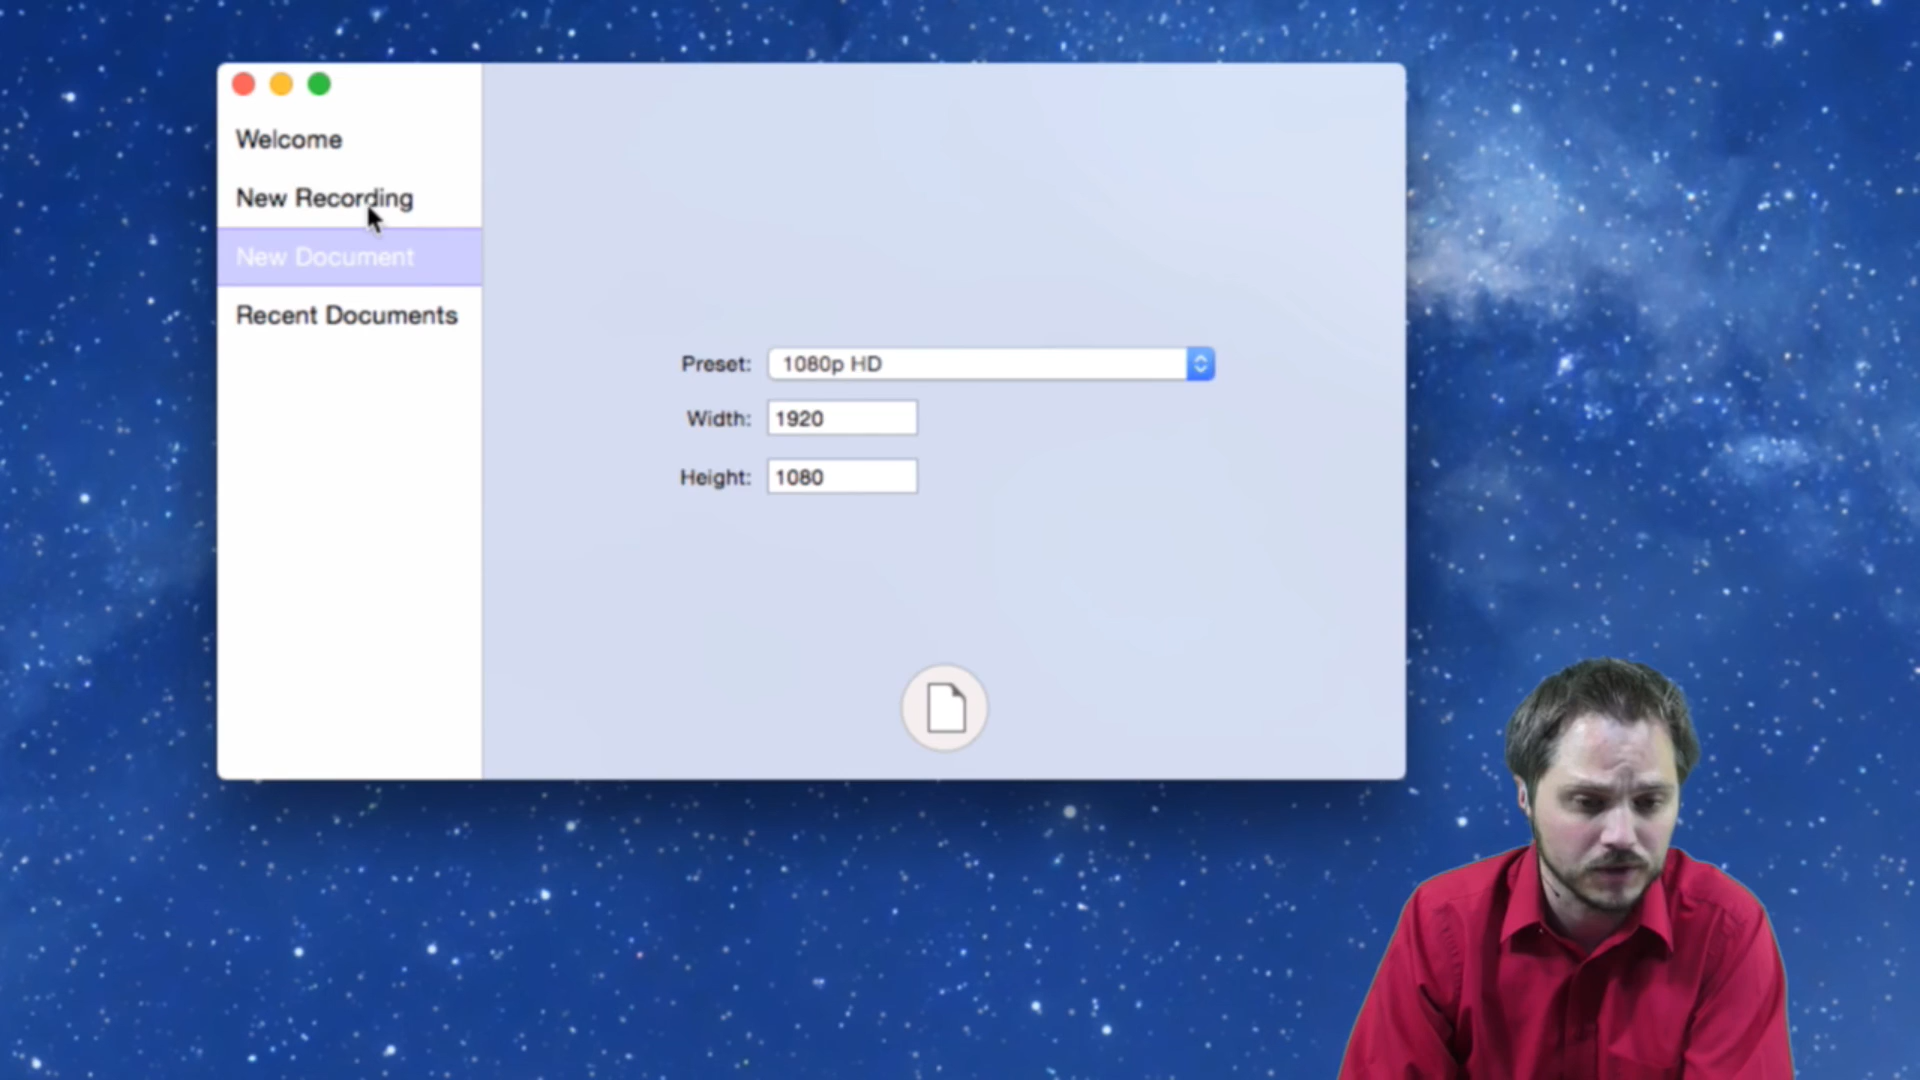 Welcome
New Recording
New Document
Recent Documents
Preset: 1080p HD
Width: 1920
Height: 1080